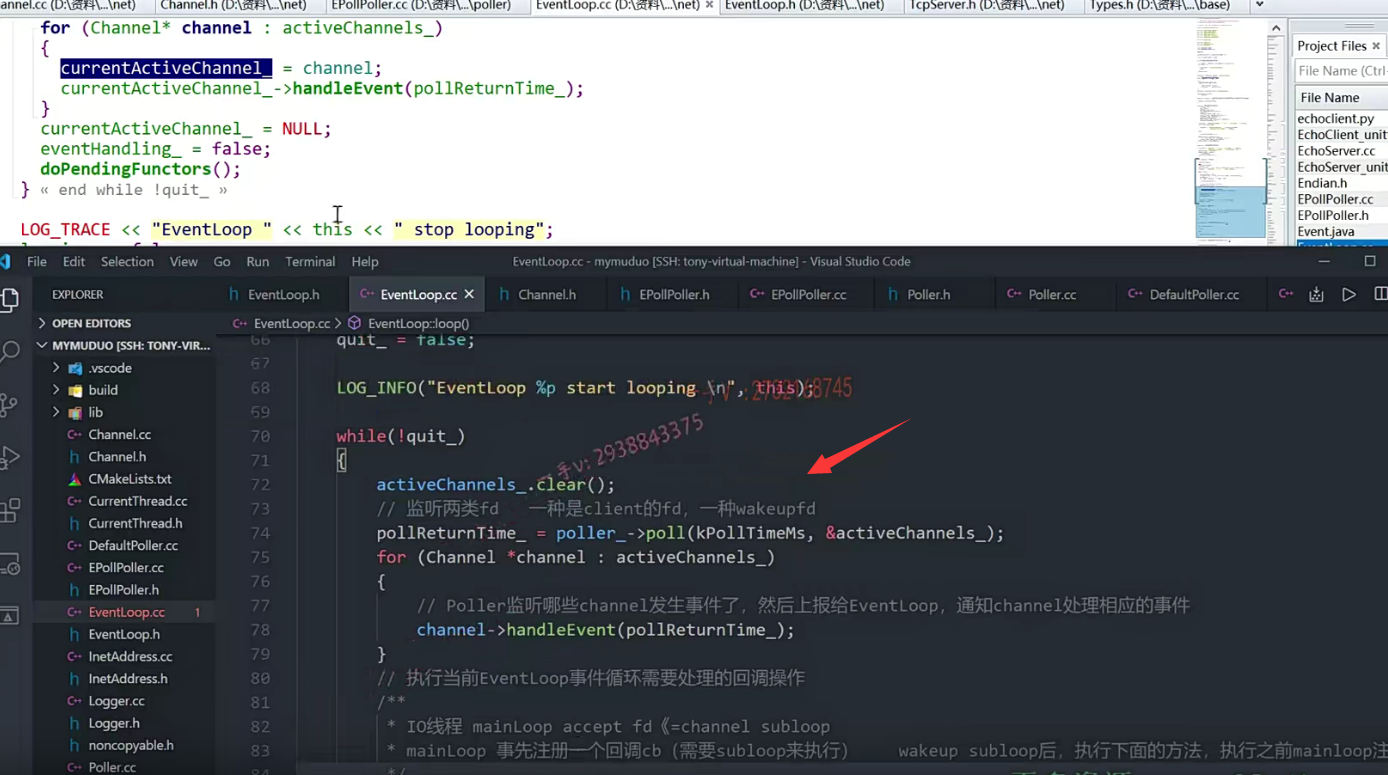 annel.cc (D:\资料\...\net) Channel.h (D:\资料\...\net) EPollPoller.cc (D:\资料\...\poller) EventLoop.cc (D:\资料\...\net) × EventLoop.h (D:\资料\...\net) TcpServer.h (D:\资料\...\net) Types.h (D:\资料\...\base)
for (Channel* channel : activeChannels_)
{
currentActiveChannel_ = channel;
currentActiveChannel_->handleEvent(pollReturnTime_);
}
currentActiveChannel_ = NULL;
eventHandling_ = false;
doPendingFunctors();
} « end while !quit_ »
LOG_TRACE << "EventLoop " << this << " stop looping";
Project Files ×
File Name (Ctrl-
File Name
echoclient.py
EchoClient_unit
EchoServer.cc
EchoServer_unit
Endian.h
EPollPoller.cc
EPollPoller.h
Event.java
File Edit Selection View Go Run Terminal Help EventLoop.cc - mymuduo [SSH: tony-virtual-machine] - Visual Studio Code
EXPLORER
OPEN EDITORS
MYMUDUO [SSH: TONY-VIR...
.vscode
build
lib
Channel.cc
Channel.h
CMakeLists.txt
CurrentThread.cc
CurrentThread.h
DefaultPoller.cc
EPollPoller.cc
EPollPoller.h
EventLoop.cc 1
EventLoop.h
InetAddress.cc
InetAddress.h
Logger.cc
Logger.h
noncopyable.h
Poller.cc
EventLoop.h EventLoop.cc × Channel.h EPollPoller.h EPollPoller.cc Poller.h Poller.cc DefaultPoller.cc
EventLoop.cc > EventLoop::loop()
66 quit_ = false;
67
68 LOG_INFO("EventLoop %p start looping \n", this);
69
70 while(!quit_)
71 {
72 activeChannels_.clear();
73 // 监听两类fd 一种是client的fd，一种wakeupfd
74 pollReturnTime_ = poller_->poll(kPollTimeMs, &activeChannels_);
75 for (Channel *channel : activeChannels_)
76 {
77 // Poller监听哪些channel发生事件了，然后上报给EventLoop，通知channel处理相应的事件
78 channel->handleEvent(pollReturnTime_);
79 }
80 // 执行当前EventLoop事件循环需要处理的回调操作
81 /**
82 * IO线程 mainLoop accept fd《=channel subloop
83 * mainLoop 事先注册一个回调cb（需要subloop来执行） wakeup subloop后，执行下面的方法，执行之前mainloop注
84 */
手v: 2938843375